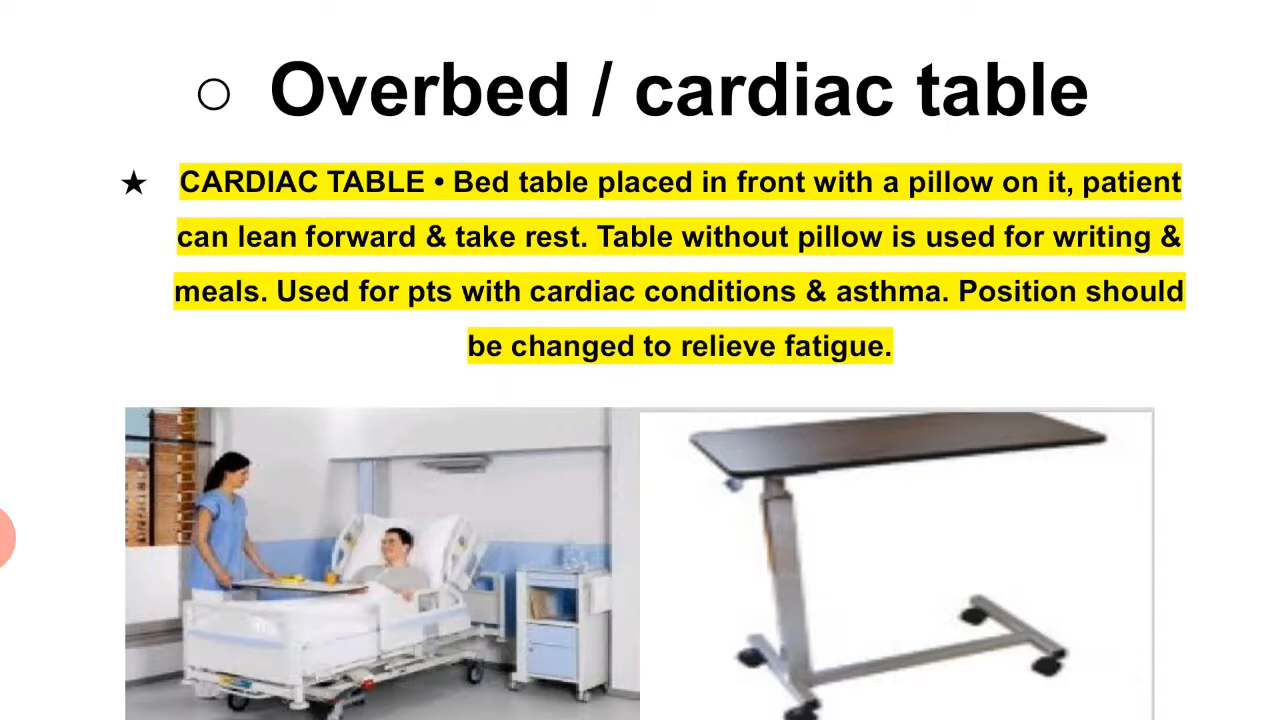 ○ Overbed / cardiac table
★ CARDIAC TABLE • Bed table placed in front with a pillow on it, patient
can lean forward & take rest. Table without pillow is used for writing &
meals. Used for pts with cardiac conditions & asthma. Position should
be changed to relieve fatigue.